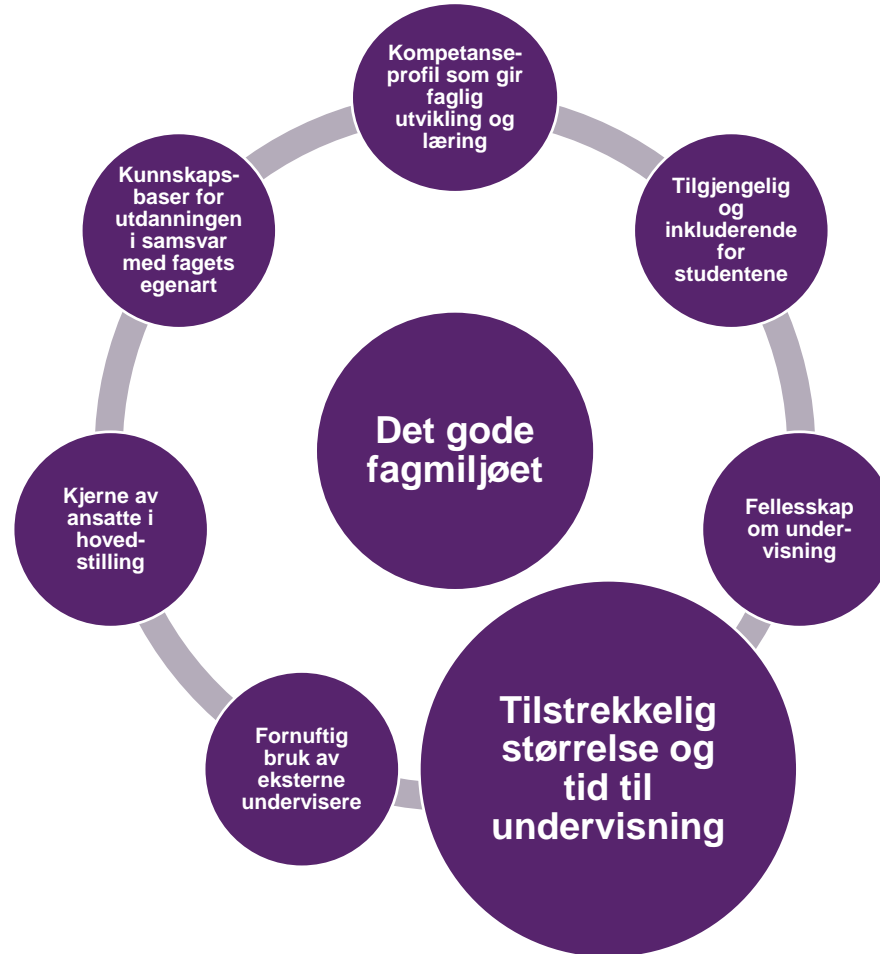 Kompetanse-
profil som gir
faglig
utvikling og
læring
Tilgjengelig
og
inkluderende
for
studentene
Fellesskap
om under-
visning
Tilstrekkelig
størrelse og
tid til
undervisning
Fornuftig
bruk av
eksterne
undervisere
Kjerne av
ansatte i
hoved-
stilling
Kunnskaps-
baser for
utdanningen
i samsvar
med fagets
egenart
Det gode
fagmiljøet